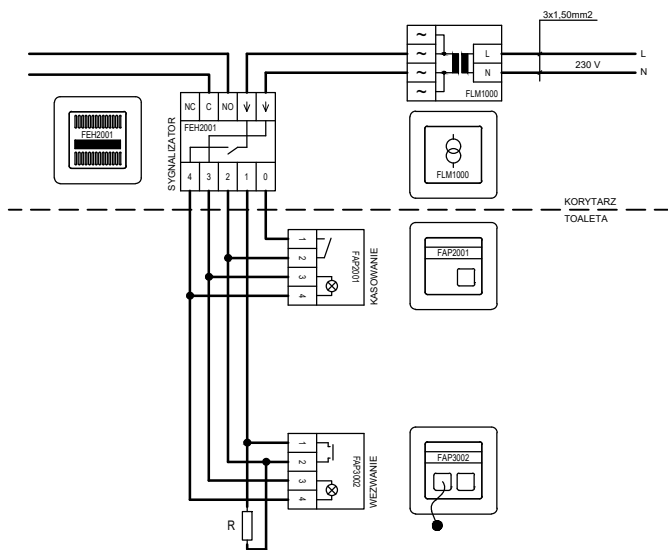 3x1,50mm2
~
~
~
~
L
N
FLM1000
230 V
L
N
FEH2001
SYGNALIZATOR
NC C NO
FEH2001
4 3 2 1 0
FLM1000
KORYTARZ
TOALETA
1
2
3
4
FAP2001
KASOWANIE
FAP2001
1
2
3
4
FAP3002
WEZWANIE
FAP3002
R